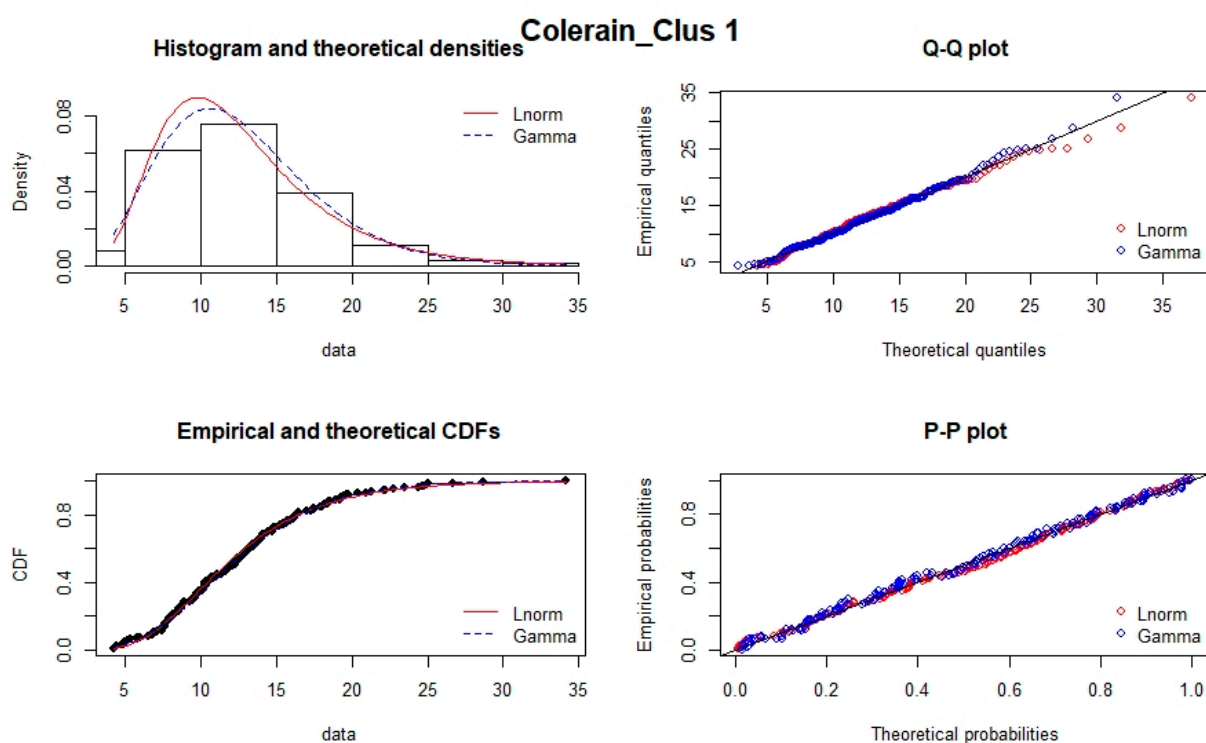 Colerain_Clus 1
Histogram and theoretical densities
Density
0.00
0.04
0.08
Lnorm
Gamma
5 10 15 20 25 30 35
data
Q-Q plot
Empirical quantiles
5
15
25
35
Lnorm
Gamma
5 10 15 20 25 30 35
Theoretical quantiles
Empirical and theoretical CDFs
CDF
0.0
0.4
0.8
Lnorm
Gamma
5 10 15 20 25 30 35
data
P-P plot
Empirical probabilities
0.0
0.4
0.8
Lnorm
Gamma
0.0 0.2 0.4 0.6 0.8 1.0
Theoretical probabilities